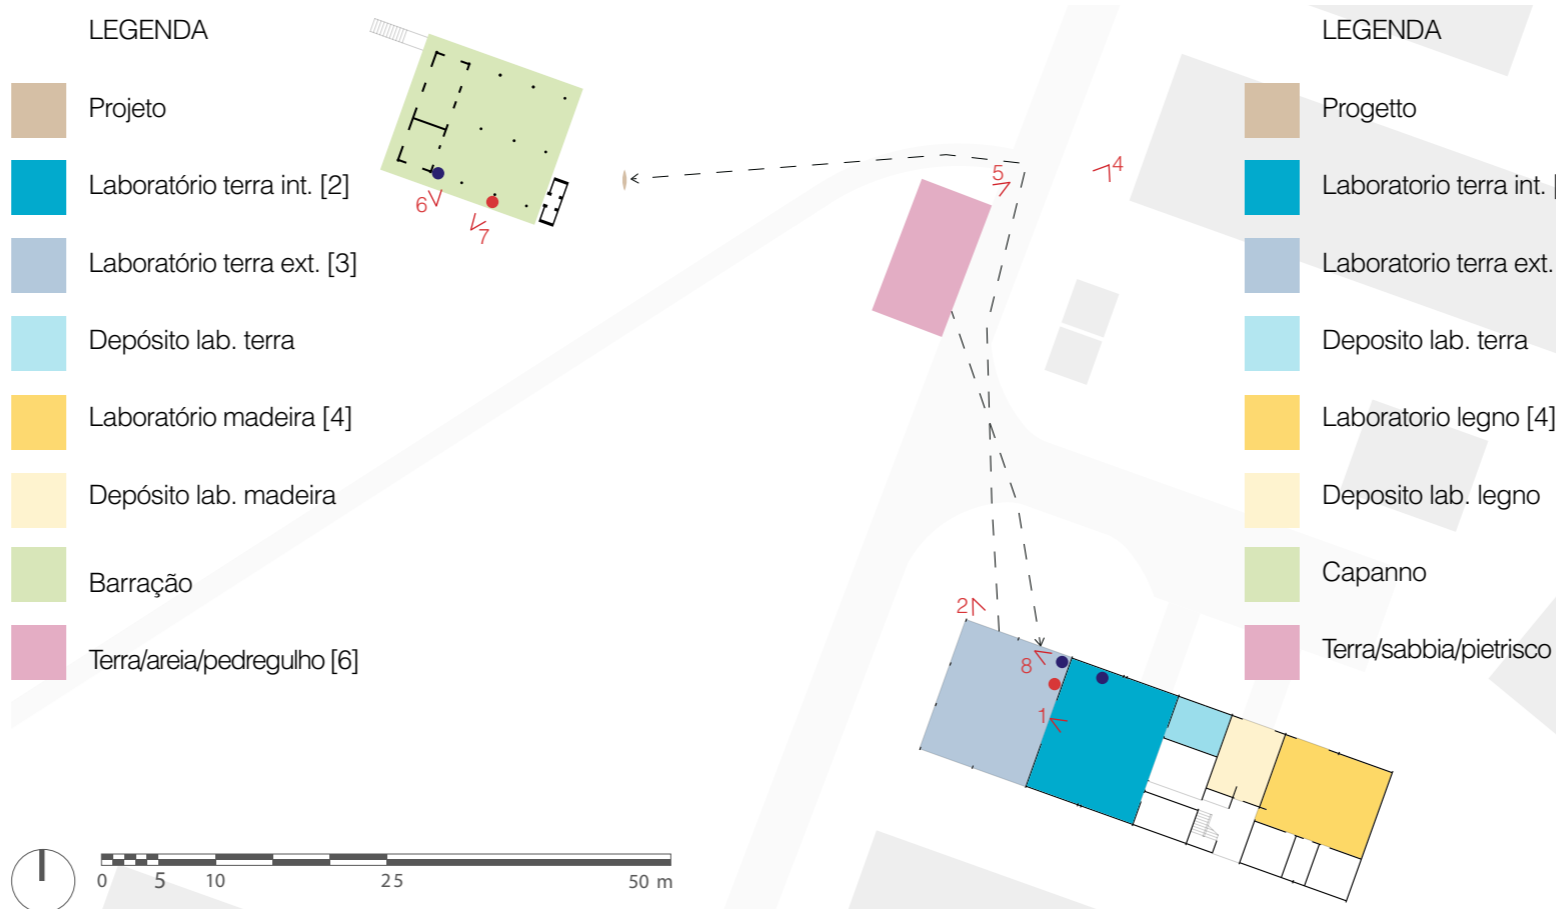 LEGENDA
Projeto
Laboratório terra int. [2]
Laboratório terra ext. [3]
Depósito lab. terra
Laboratório madeira [4]
Depósito lab. madeira
Barração
Terra/areia/pedregulho [6]
6
7
5
4
2
8
1
0 5 10 25 50 m
LEGENDA
Progetto
Laboratorio terra int. [
Laboratorio terra ext.
Deposito lab. terra
Laboratorio legno [4]
Deposito lab. legno
Capanno
Terra/sabbia/pietrisco